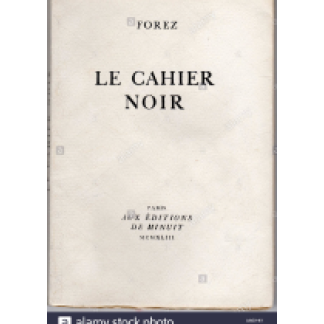 FOREZ
LE CAHIER
NOIR
PARIS
AUX ÉDITIONS
DE MINUIT
MCMXLIII
a alamy stock photo